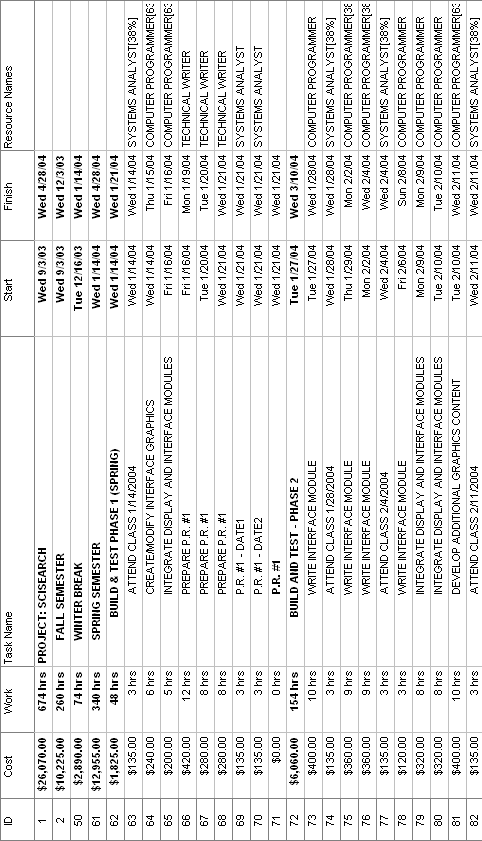 ID Cost Work Task Name Start Finish Resource Names
1 $26,070.00 674 hrs PROJECT: SCISEARCH Wed 9/3/03 Wed 4/28/04
2 $10,225.00 260 hrs FALL SEMESTER Wed 9/3/03 Wed 12/3/03
50 $2,890.00 74 hrs WINTER BREAK Tue 12/16/03 Wed 1/14/04
61 $12,955.00 340 hrs SPRING SEMESTER Wed 1/14/04 Wed 4/28/04
62 $1,825.00 48 hrs BUILD & TEST PHASE 1 (SPRING) Wed 1/14/04 Wed 1/21/04
63 $135.00 3 hrs ATTEND CLASS 1/14/2004 Wed 1/14/04 Wed 1/14/04 SYSTEMS ANALYST[38%]
64 $240.00 6 hrs CREATE/MODIFY INTERFACE GRAPHICS Wed 1/14/04 Thu 1/15/04 COMPUTER PROGRAMMER[63
65 $200.00 5 hrs INTEGRATE DISPLAY AND INTERFACE MODULES Fri 1/16/04 Fri 1/16/04 COMPUTER PROGRAMMER[63
66 $420.00 12 hrs PREPARE P.R. #1 Fri 1/16/04 Mon 1/19/04 TECHNICAL WRITER
67 $280.00 8 hrs PREPARE P.R. #1 Tue 1/20/04 Tue 1/20/04 TECHNICAL WRITER
68 $280.00 8 hrs PREPARE P.R. #1 Wed 1/21/04 Wed 1/21/04 TECHNICAL WRITER
69 $135.00 3 hrs P.R. #1 - DATE1 Wed 1/21/04 Wed 1/21/04 SYSTEMS ANALYST
70 $135.00 3 hrs P.R. #1 - DATE2 Wed 1/21/04 Wed 1/21/04 SYSTEMS ANALYST
71 $0.00 0 hrs P.R. #1 Wed 1/21/04 Wed 1/21/04
72 $6,060.00 154 hrs BUILD AND TEST - PHASE 2 Tue 1/27/04 Wed 3/10/04
73 $400.00 10 hrs WRITE INTERFACE MODULE Tue 1/27/04 Wed 1/28/04 COMPUTER PROGRAMMER
74 $135.00 3 hrs ATTEND CLASS 1/28/2004 Wed 1/28/04 Wed 1/28/04 SYSTEMS ANALYST[38%]
75 $360.00 9 hrs WRITE INTERFACE MODULE Thu 1/29/04 Mon 2/2/04 COMPUTER PROGRAMMER[38
76 $360.00 9 hrs WRITE INTERFACE MODULE Mon 2/2/04 Wed 2/4/04 COMPUTER PROGRAMMER[38
77 $135.00 3 hrs ATTEND CLASS 2/4/2004 Wed 2/4/04 Wed 2/4/04 SYSTEMS ANALYST[38%]
78 $120.00 3 hrs WRITE INTERFACE MODULE Fri 2/6/04 Sun 2/8/04 COMPUTER PROGRAMMER
79 $320.00 8 hrs INTEGRATE DISPLAY AND INTERFACE MODULES Mon 2/9/04 Mon 2/9/04 COMPUTER PROGRAMMER
80 $320.00 8 hrs INTEGRATE DISPLAY AND INTERFACE MODULES Tue 2/10/04 Tue 2/10/04 COMPUTER PROGRAMMER
81 $400.00 10 hrs DEVELOP ADDITIONAL GRAPHICS CONTENT Tue 2/10/04 Wed 2/11/04 COMPUTER PROGRAMMER
82 $135.00 3 hrs ATTEND CLASS 2/11/2004 Wed 2/11/04 Wed 2/11/04 SYSTEMS ANALYST[38%]